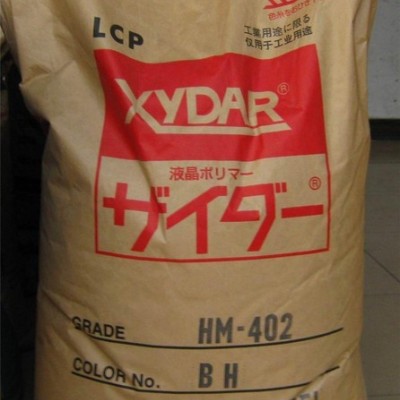 LCP
工業用途に限る
仅用于工业用途
XYDAR®
液晶ポリマー
ザイダー®
GRADE HM-402
COLOR No. BH